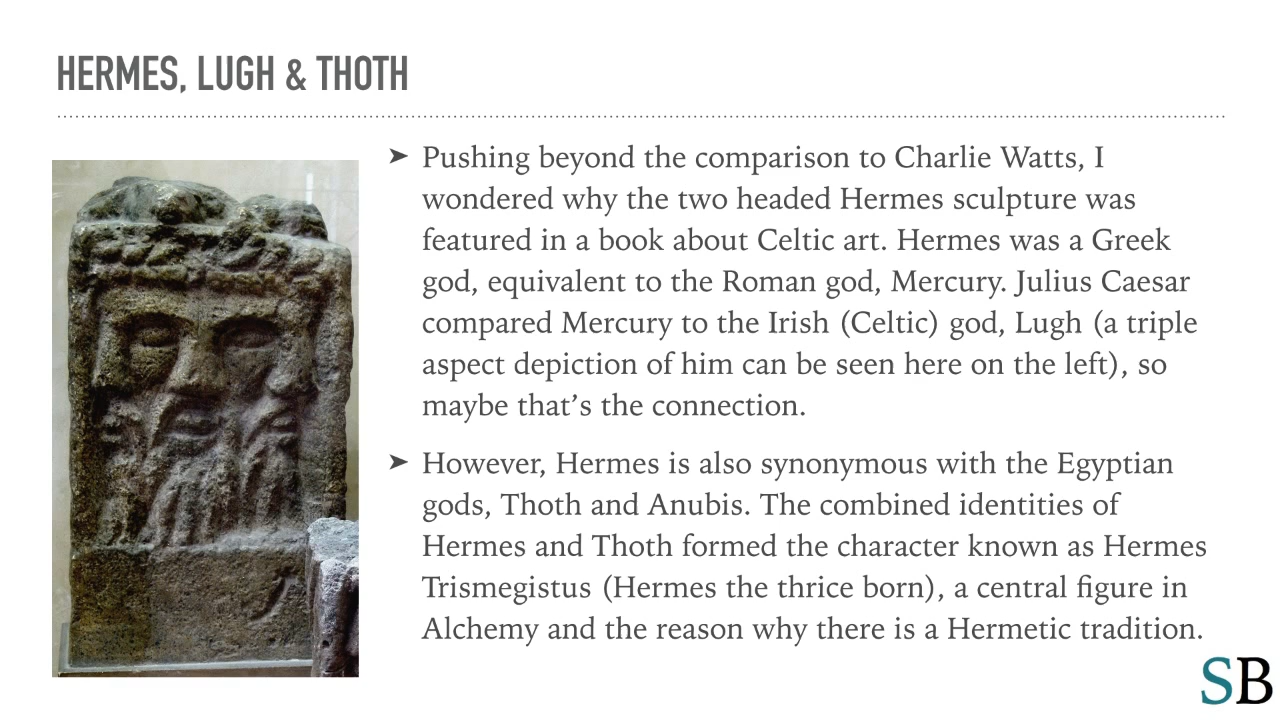 HERMES, LUGH & THOTH
➤ Pushing beyond the comparison to Charlie Watts, I
wondered why the two headed Hermes sculpture was
featured in a book about Celtic art. Hermes was a Greek
god, equivalent to the Roman god, Mercury. Julius Caesar
compared Mercury to the Irish (Celtic) god, Lugh (a triple
aspect depiction of him can be seen here on the left), so
maybe that’s the connection.
➤ However, Hermes is also synonymous with the Egyptian
gods, Thoth and Anubis. The combined identities of
Hermes and Thoth formed the character known as Hermes
Trismegistus (Hermes the thrice born), a central figure in
Alchemy and the reason why there is a Hermetic tradition.
SB